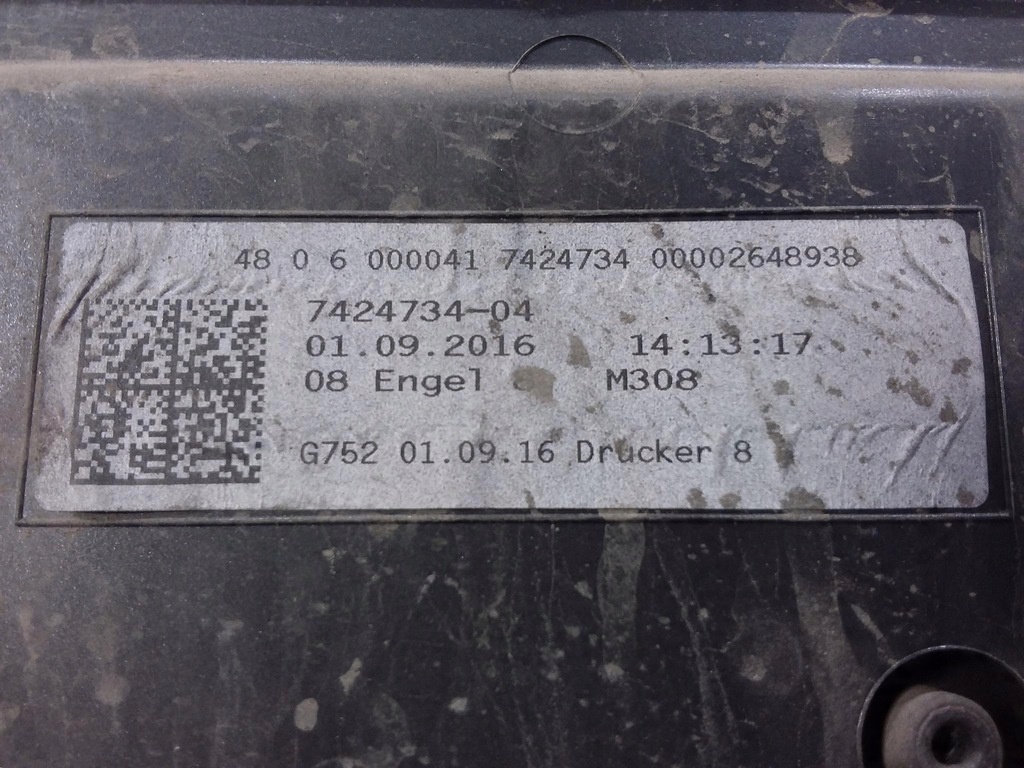 48 0 6 000041 7424734 00002648938
7424734-04
01.09.2016 14:13:17
08 Engel M308
G752 01.09.16 Drucker 8